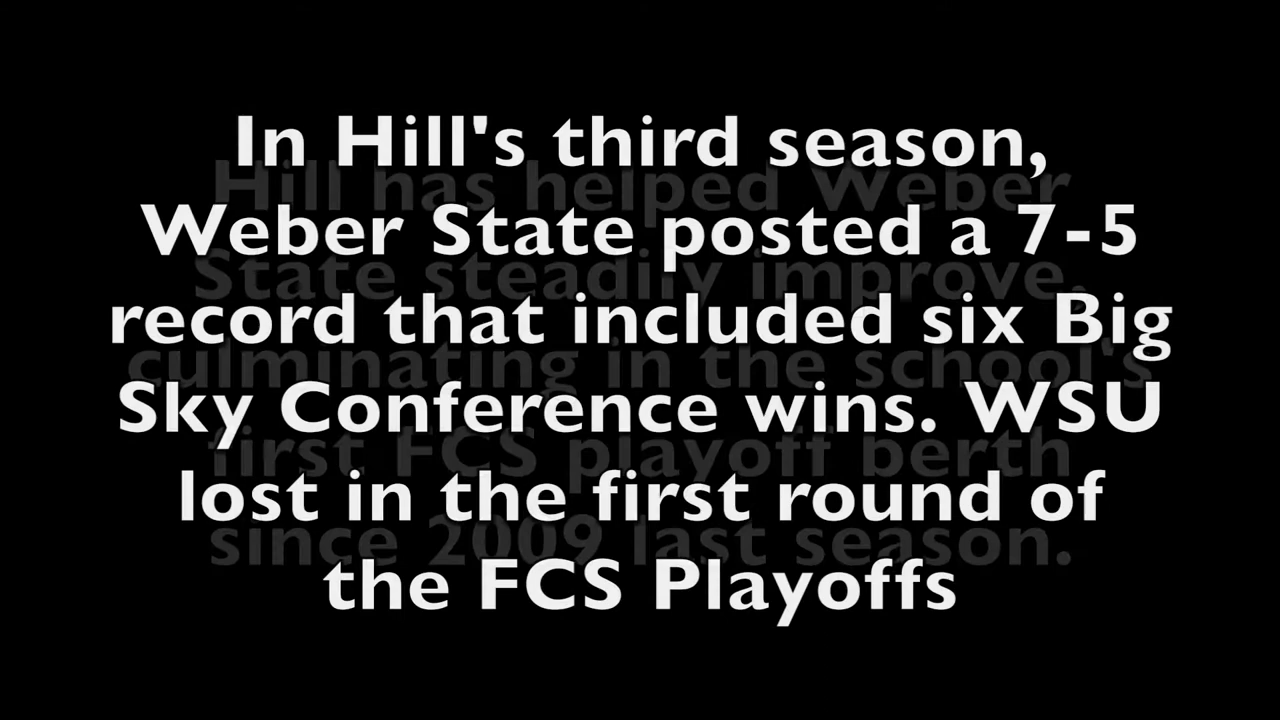 In Hill's third season,
Weber State posted a 7-5
record that included six Big
Sky Conference wins. WSU
lost in the first round of
the FCS Playoffs
Hill has helped Weber
State steadily improve,
culminating in the school's
first FCS playoff berth
since 2009 last season.